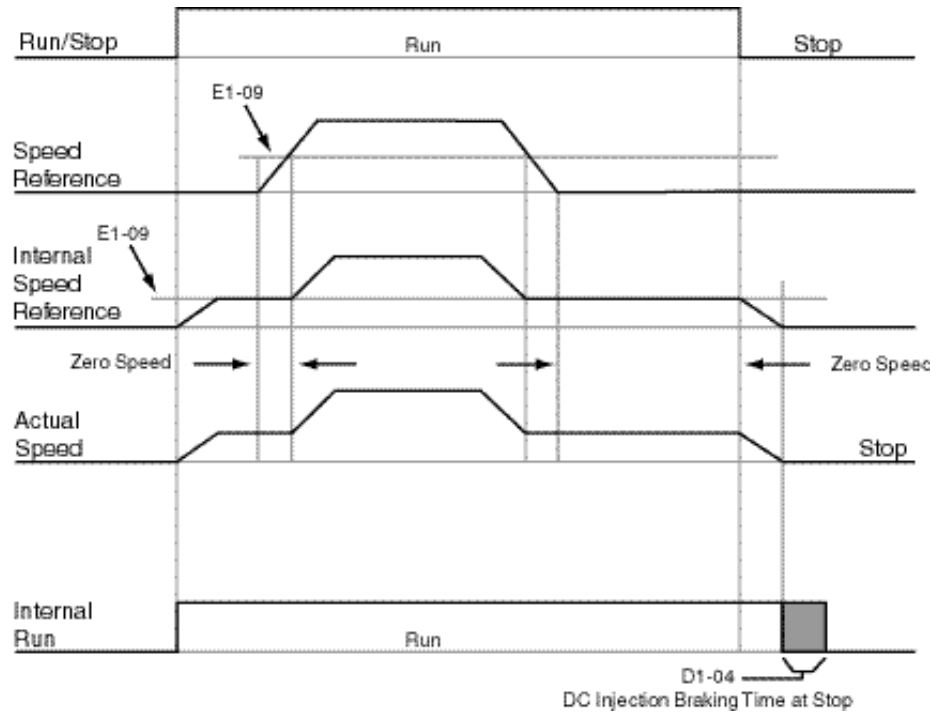 Run/Stop
Run
Stop
E1-09
Speed
Reference
E1-09
Internal
Speed
Reference
Zero Speed
Zero Speed
Actual
Speed
Stop
Internal
Run
Run
D1-04
DC Injection Braking Time at Stop